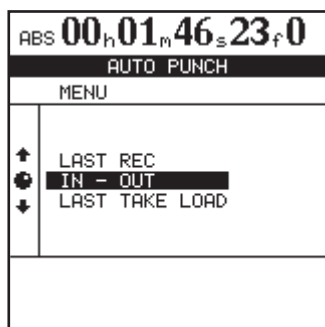 ABS 00h01m46s23f0
AUTO PUNCH
MENU
LAST REC
IN - OUT
LAST TAKE LOAD